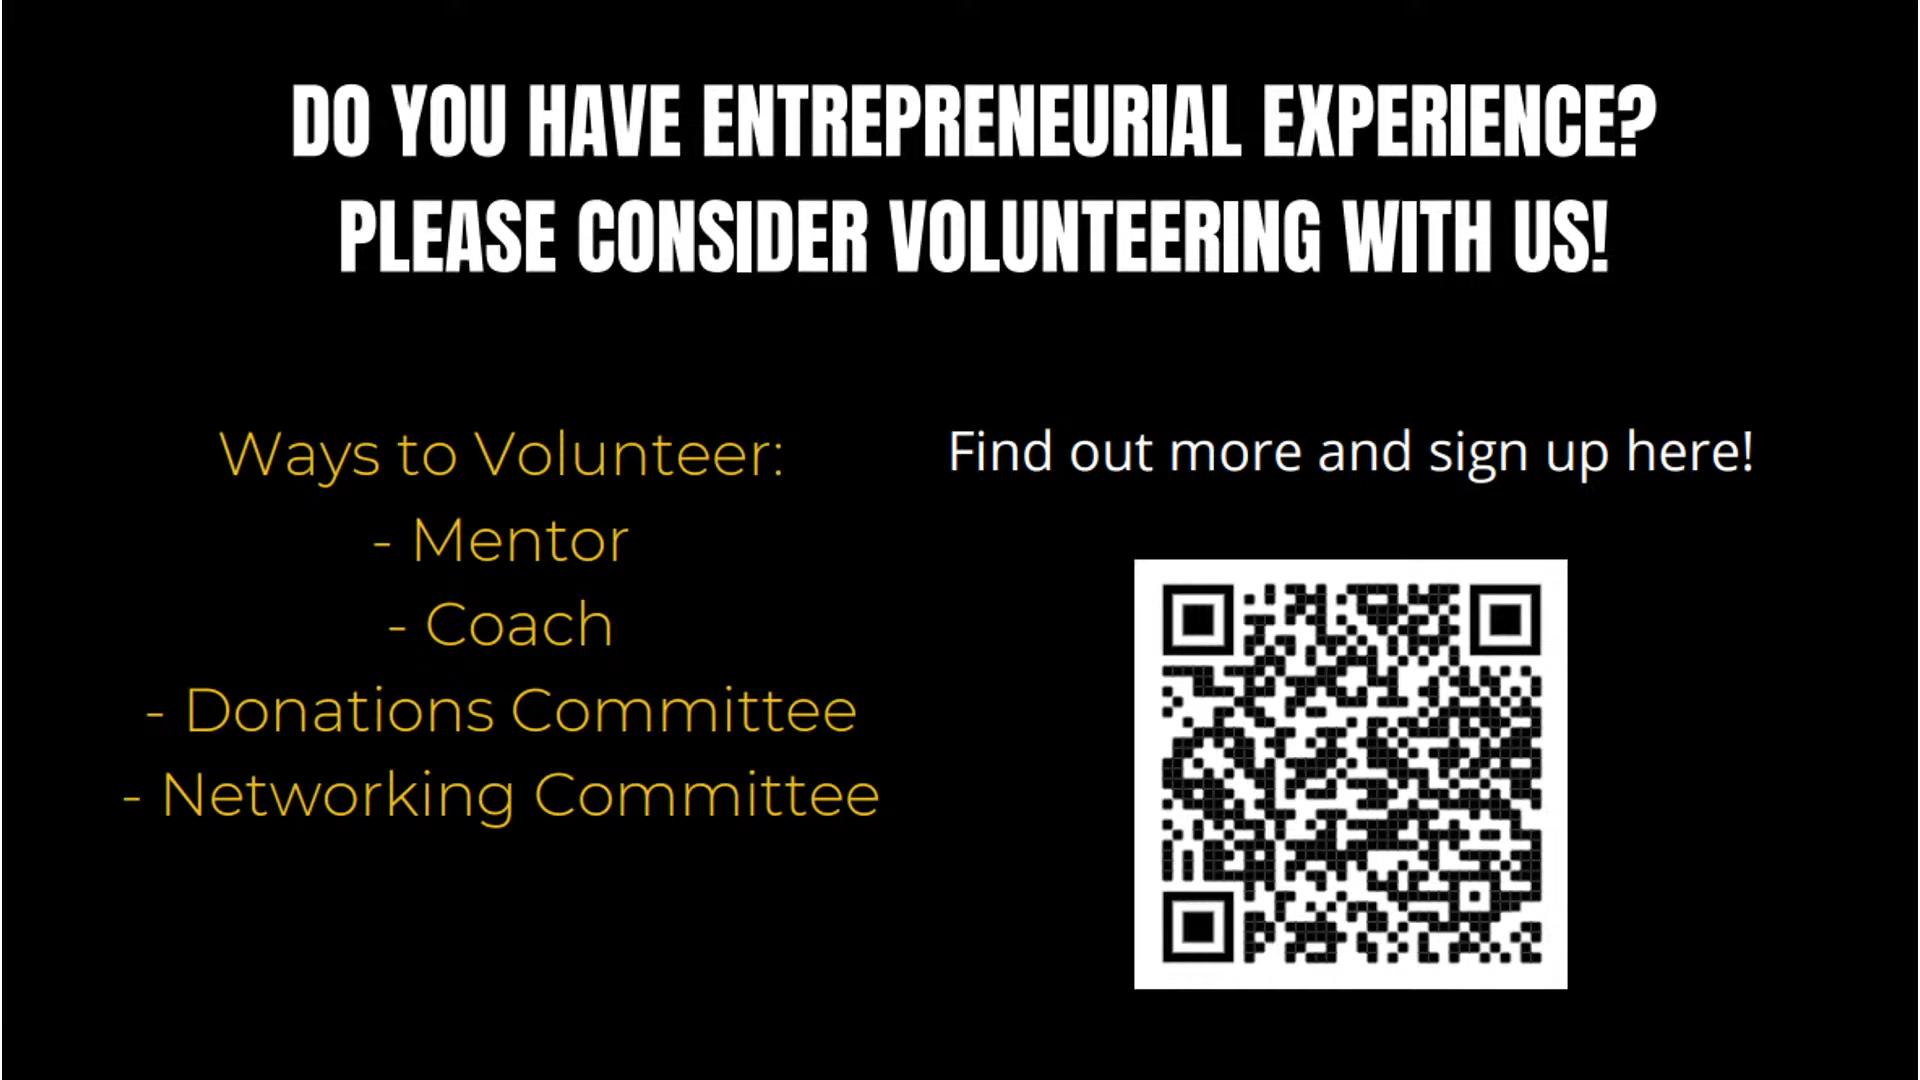 DO YOU HAVE ENTREPRENEURIAL EXPERIENCE?
PLEASE CONSIDER VOLUNTEERING WITH US!
Ways to Volunteer:
- Mentor
- Coach
- Donations Committee
- Networking Committee
Find out more and sign up here!